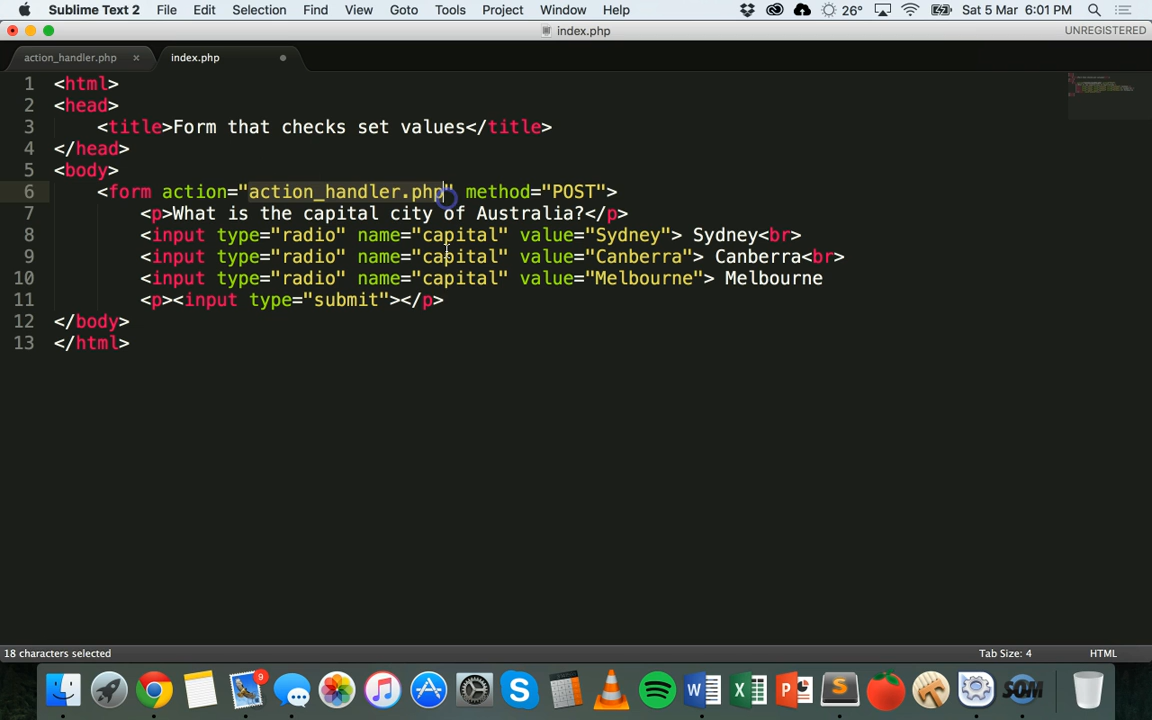 Sublime Text 2 File Edit Selection Find View Goto Tools Project Window Help 26° Sat 5 Mar 6:01 PM
index.php UNREGISTERED
action_handler.php × index.php
1 <html>
2 <head>
3 <title>Form that checks set values</title>
4 </head>
5 <body>
6 <form action="action_handler.php" method="POST">
7 <p>What is the capital city of Australia?</p>
8 <input type="radio" name="capital" value="Sydney"> Sydney<br>
9 <input type="radio" name="capital" value="Canberra"> Canberra<br>
10 <input type="radio" name="capital" value="Melbourne"> Melbourne
11 <p><input type="submit"></p>
12 </body>
13 </html>
18 characters selected Tab Size: 4 HTML
9
SOM